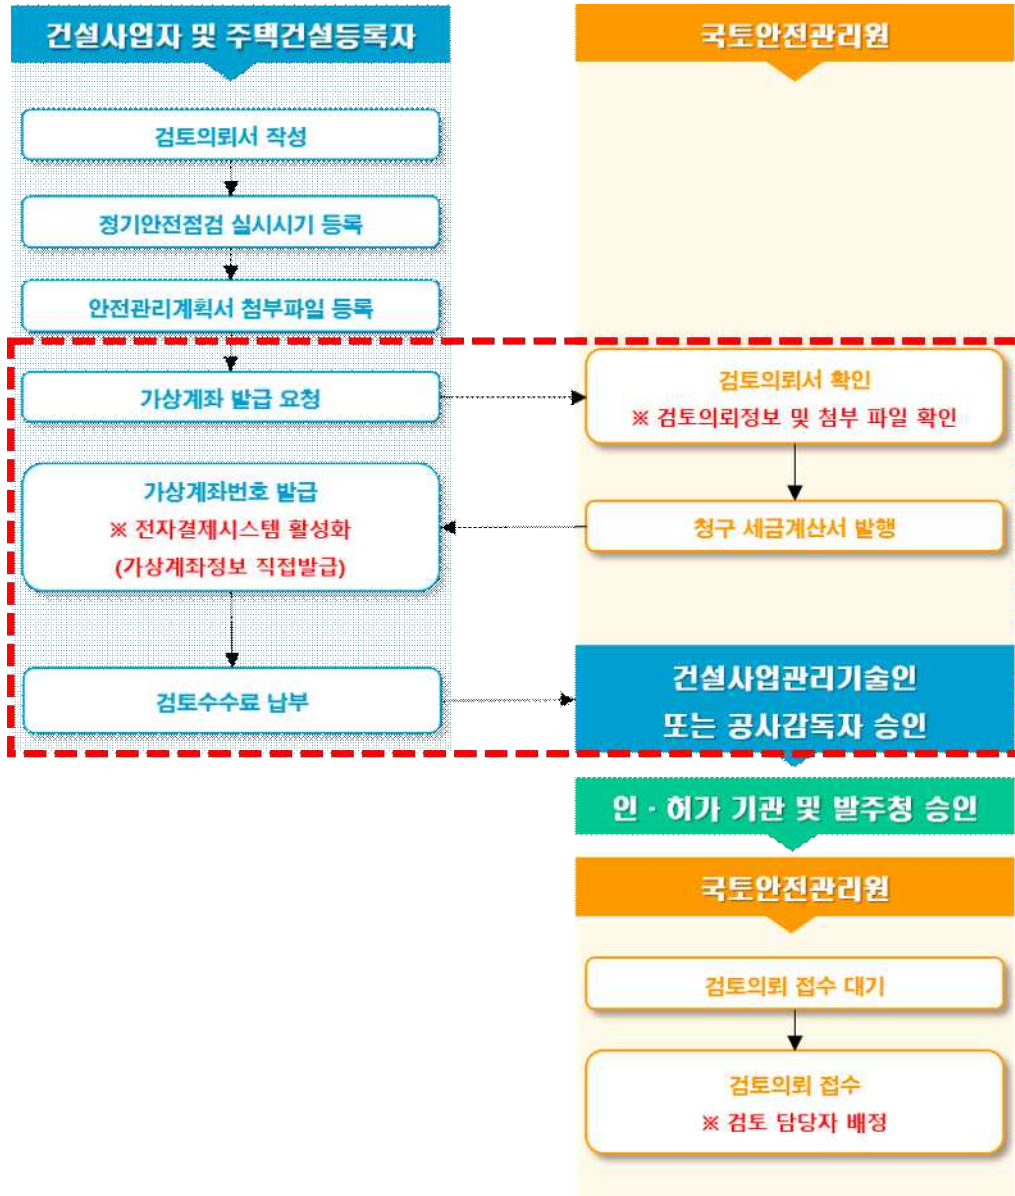 건설사업자 및 주택건설등록자
국토안전관리원
검토의뢰서 작성
정기안전점검 실시시기 등록
안전관리계획서 첨부파일 등록
가상계좌 발급 요청
검토의뢰서 확인
※ 검토의뢰정보 및 첨부 파일 확인
가상계좌번호 발급
※ 전자결제시스템 활성화
(가상계좌정보 직접발급)
청구 세금계산서 발행
검토수수료 납부
건설사업관리기술인
또는 공사감독자 승인
인 · 허가 기관 및 발주청 승인
국토안전관리원
검토의뢰 접수 대기
검토의뢰 접수
※ 검토 담당자 배정